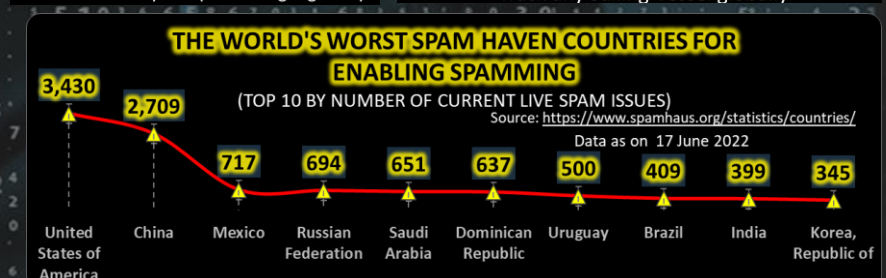 THE WORLD'S WORST SPAM HAVEN COUNTRIES FOR
ENABLING SPAMMING
(TOP 10 BY NUMBER OF CURRENT LIVE SPAM ISSUES)
Source: https://www.spamhaus.org/statistics/countries/
Data as on 17 June 2022
3,430
2,709
717
694
651
637
500
409
399
345
United
States of
America
China
Mexico
Russian
Federation
Saudi
Arabia
Dominican
Republic
Uruguay
Brazil
India
Korea,
Republic of